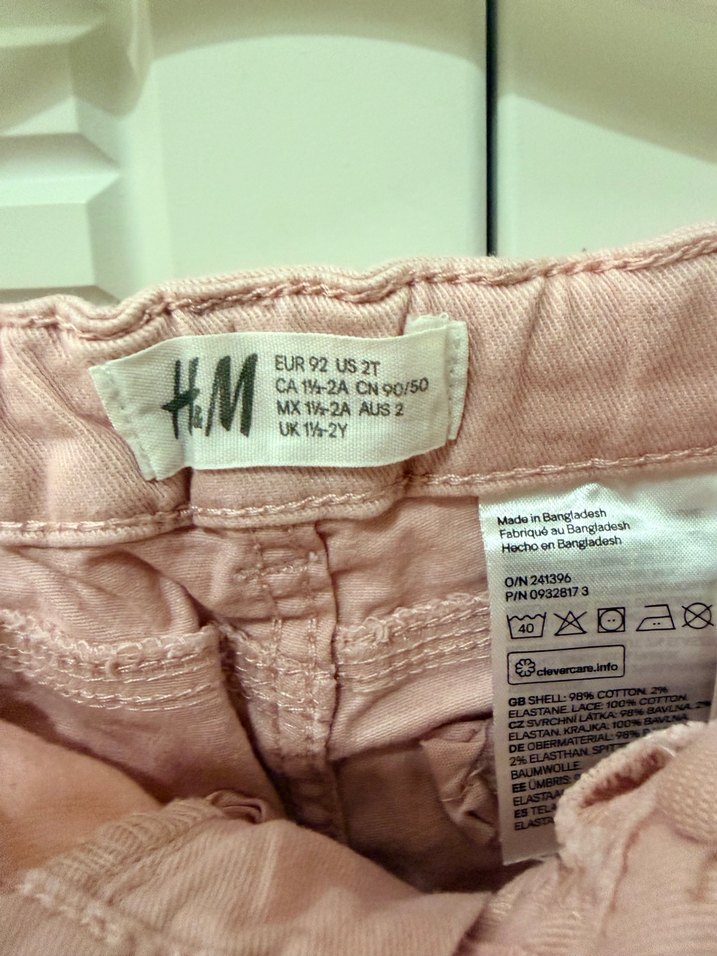 H&M
EUR 92 US 2T
CA 1½-2A CN 90/50
MX 1½-2A AUS 2
UK 1½-2Y
Made in Bangladesh
Fabriqué au Bangladesh
Hecho en Bangladesh
O/N 241396
P/N 0932817 3
40
clevercare.info
GB SHELL: 98% COTTON, 2%
ELASTANE. LACE: 100% COTTON.
CZ SVRCHNÍ LÁTKA: 98% BAVLNA, 2%
ELASTAN. KRAJKA: 100% BAVLNA.
DE OBERMATERIAL: 98%
2% ELASTHAN.
BAUMWOLLE.
EE ÜMBRIS:
ES